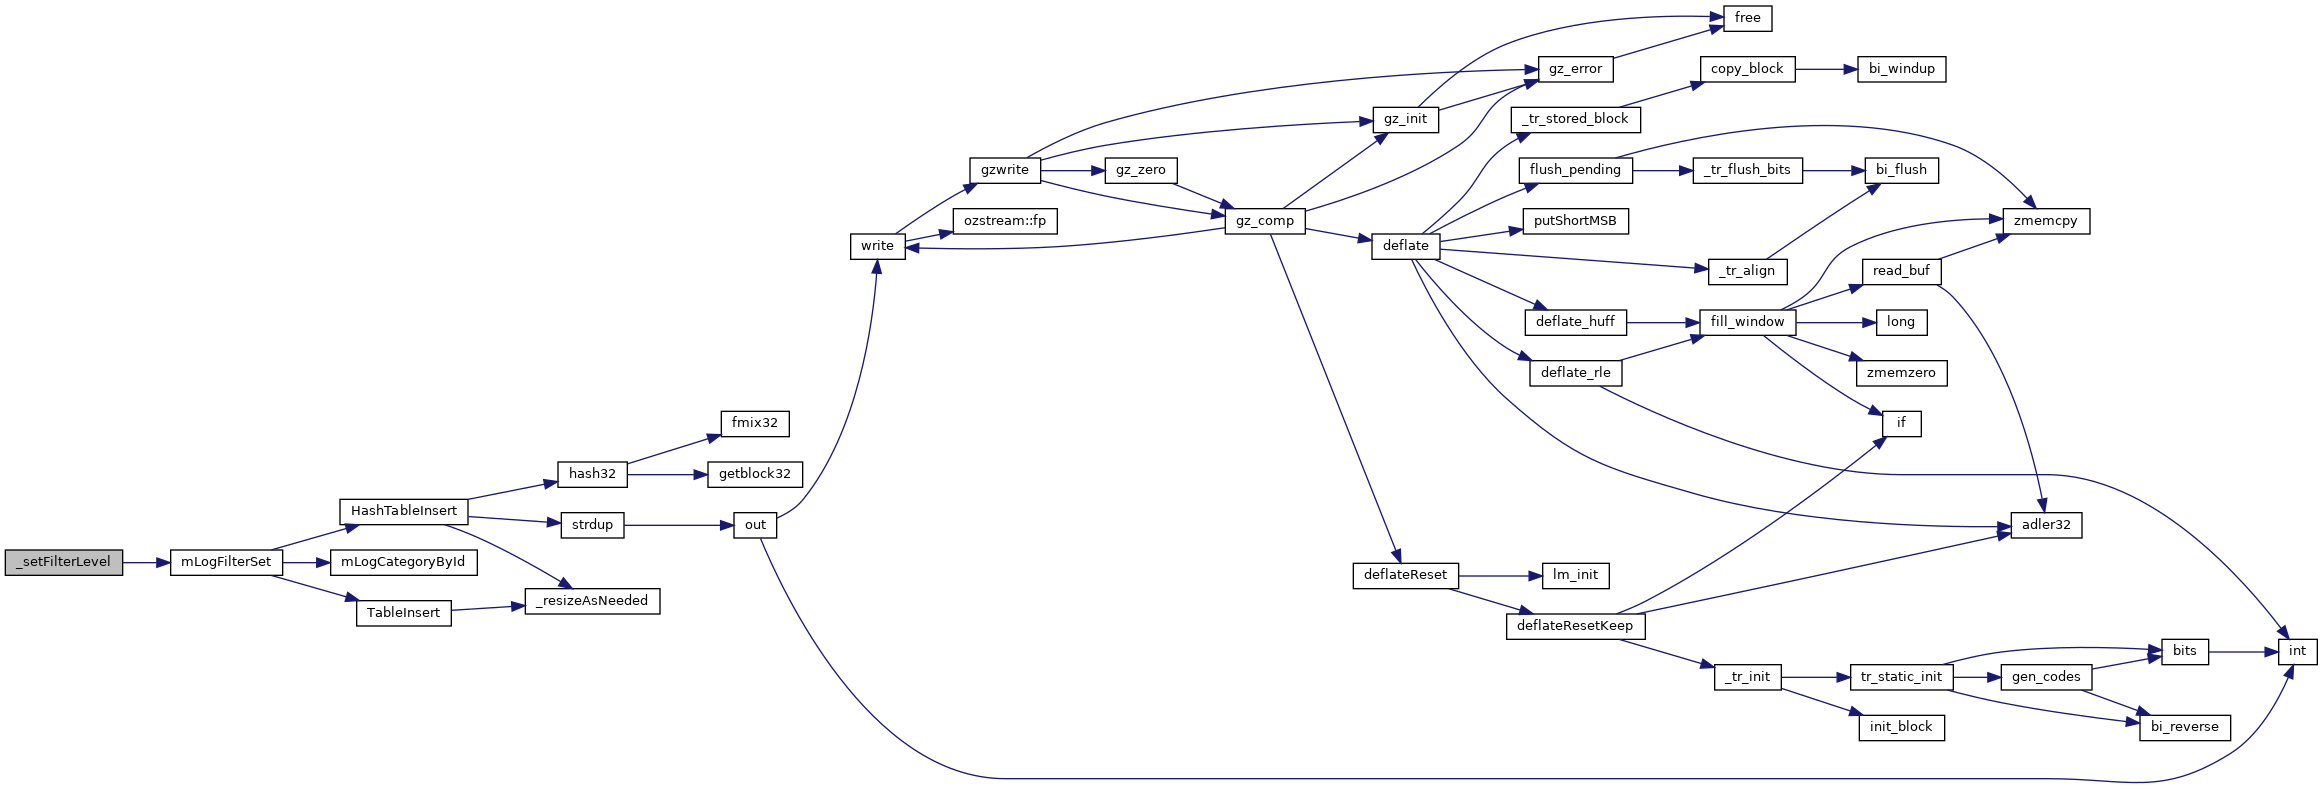 _setFilterLevel
mLogFilterSet
HashTableInsert
mLogCategoryById
TableInsert
hash32
strdup
_resizeAsNeeded
fmix32
getblock32
out
write
gzwrite
ozstream::fp
gz_zero
gz_comp
gz_init
deflate
deflateReset
gz_error
_tr_stored_block
flush_pending
putShortMSB
deflate_huff
deflate_rle
lm_init
deflateResetKeep
free
copy_block
_tr_flush_bits
_tr_align
fill_window
_tr_init
bi_windup
bi_flush
read_buf
long
zmemzero
if
tr_static_init
init_block
zmemcpy
adler32
gen_codes
bits
bi_reverse
int